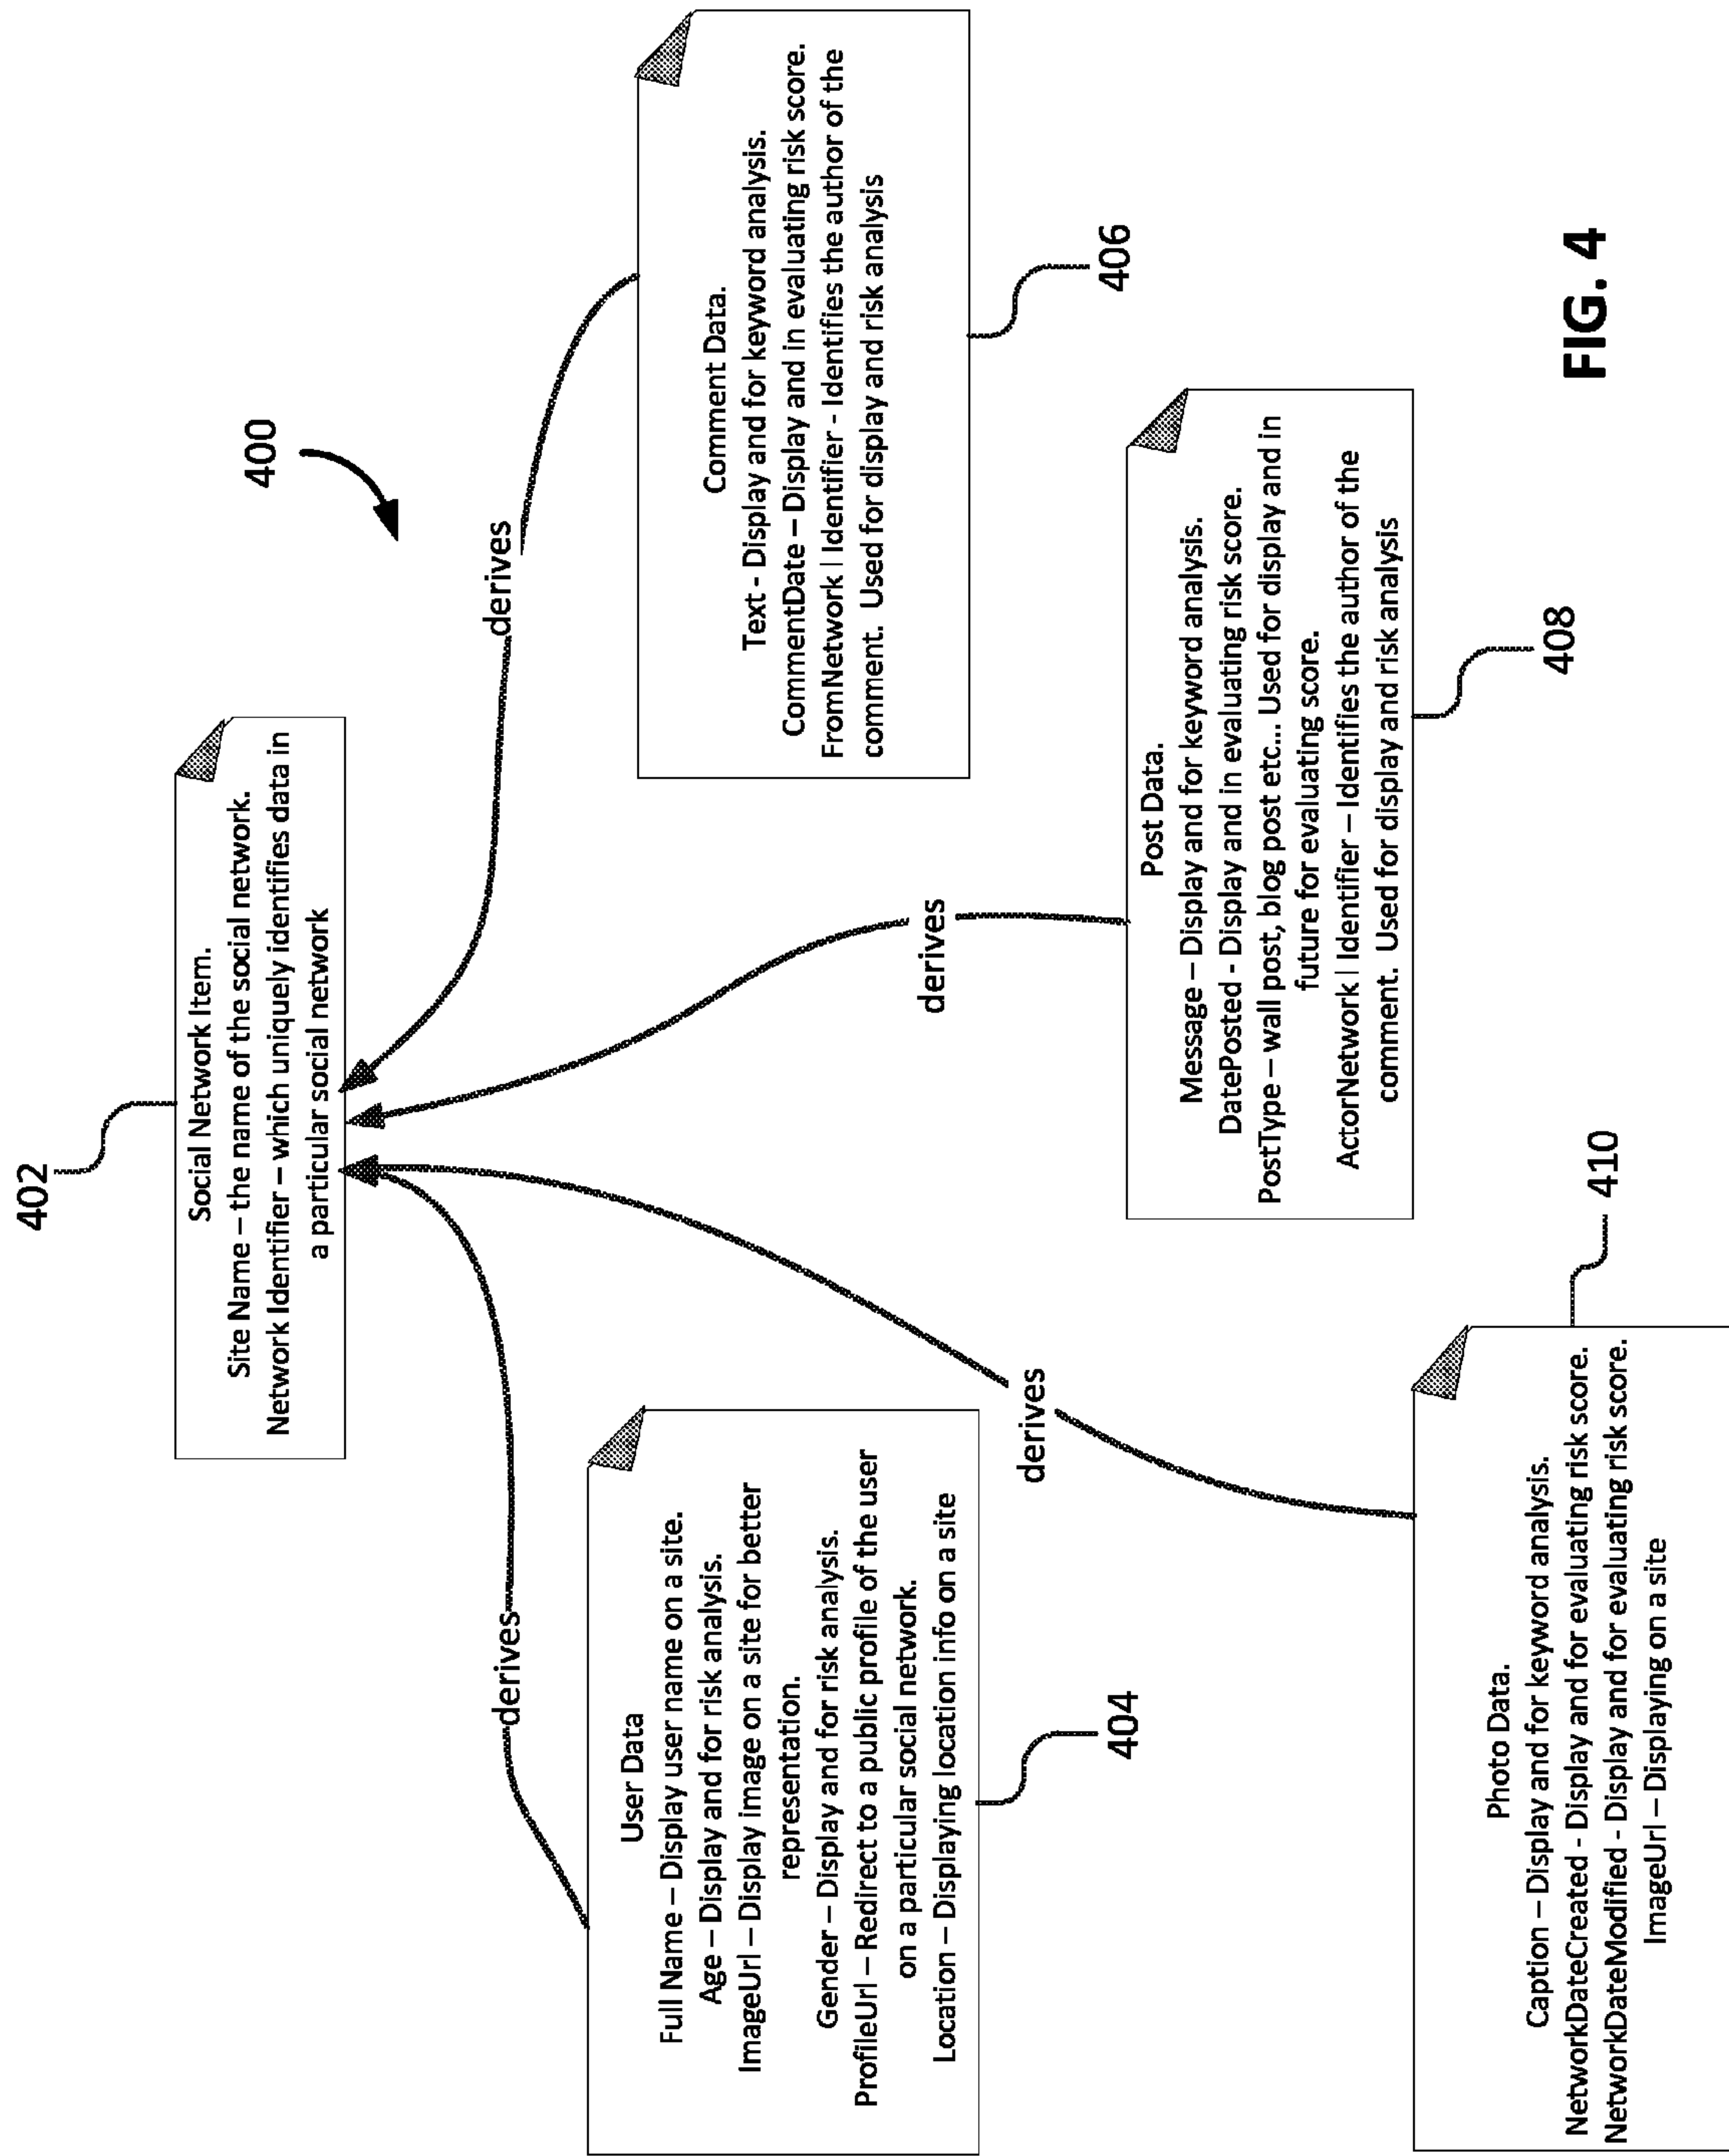 402
400
Social Network Item.
Site Name – the name of the social network.
Network Identifier – which uniquely identifies data in
a particular social network
derives
derives
derives
derives
User Data
Full Name – Display user name on a site.
Age – Display and for risk analysis.
ImageUrl – Display image on a site for better
representation.
Gender – Display and for risk analysis.
ProfileUrl – Redirect to a public profile of the user
on a particular social network.
Location – Displaying location info on a site
404
Comment Data.
Text - Display and for keyword analysis.
CommentDate – Display and in evaluating risk score.
FromNetwork | Identifier - Identifies the author of the
comment.  Used for display and risk analysis
406
Photo Data.
Caption – Display and for keyword analysis.
NetworkDateCreated - Display and for evaluating risk score.
NetworkDateModified - Display and for evaluating risk score.
ImageUrl – Displaying on a site
410
Post Data.
Message – Display and for keyword analysis.
DatePosted - Display and in evaluating risk score.
PostType – wall post, blog post etc... Used for display and in
future for evaluating score.
ActorNetwork | Identifier – Identifies the author of the
comment.  Used for display and risk analysis
408
FIG. 4